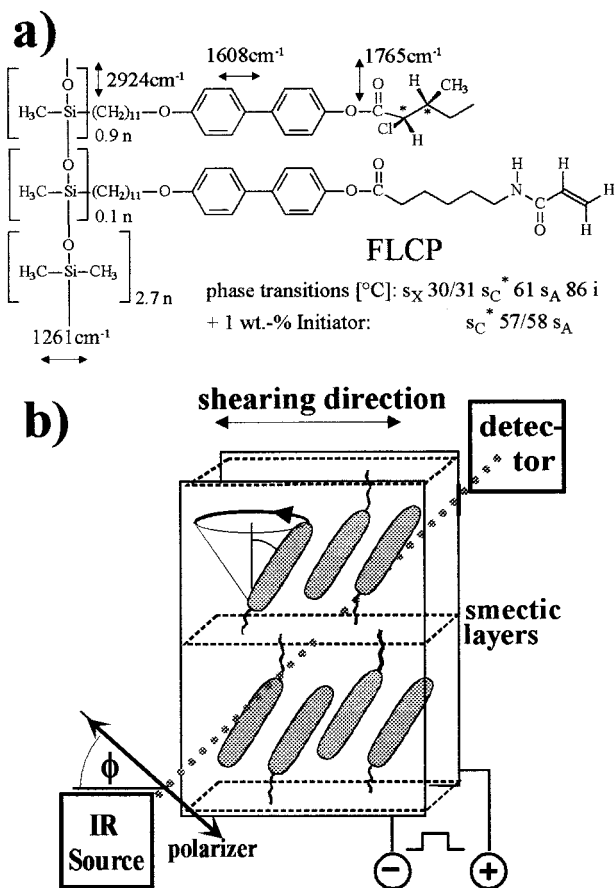 a)
1608cm-1
1765cm-1
2924cm-1
O
H3C
Si
(CH2)11
O
O
O
Cl
H
*
*
CH3
0.9 n
O
H3C
Si
(CH2)11
O
O
O
H
N
O
H
H
H
0.1 n
O
H3C
Si
CH3
2.7 n
FLCP
phase transitions [°C]: sX 30/31 sC* 61 sA 86 i
+ 1 wt.-% Initiator: sC* 57/58 sA
1261cm-1
b)
shearing direction
detec-
tor
smectic
layers
ϕ
IR
Source
polarizer
−
+